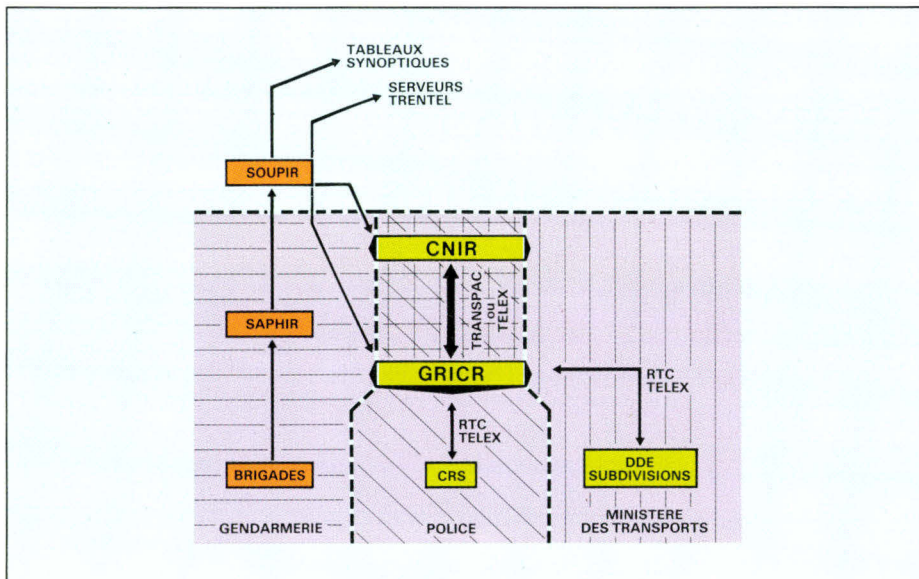 TABLEAUX
SYNOPTIQUES
SERVEURS
TRENTEL
SOUPIR
CNIR
TRANSPAC
ou
TELEX
SAPHIR
GRICR
RTC
TELEX
RTC
TELEX
BRIGADES
CRS
DDE
SUBDIVISIONS
GENDARMERIE
POLICE
MINISTERE
DES TRANSPORTS